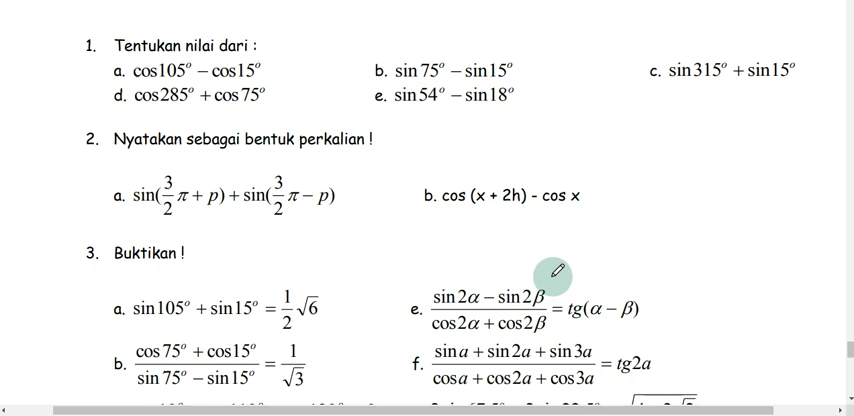 1. Tentukan nilai dari :
a. cos105° − cos15° b. sin75° − sin15° c. sin315° + sin15°
d. cos285° + cos75° e. sin54° − sin18°
2. Nyatakan sebagai bentuk perkalian !
a. sin(3/2 π + p) + sin(3/2 π − p) b. cos (x + 2h) - cos x
3. Buktikan !
a. sin105° + sin15° = 1/2 √6 e. (sin2α − sin2β)/(cos2α + cos2β) = tg(α − β)
b. (cos75° + cos15°)/(sin75° − sin15°) = 1/√3 f. (sina + sin2a + sin3a)/(cosa + cos2a + cos3a) = tg2a